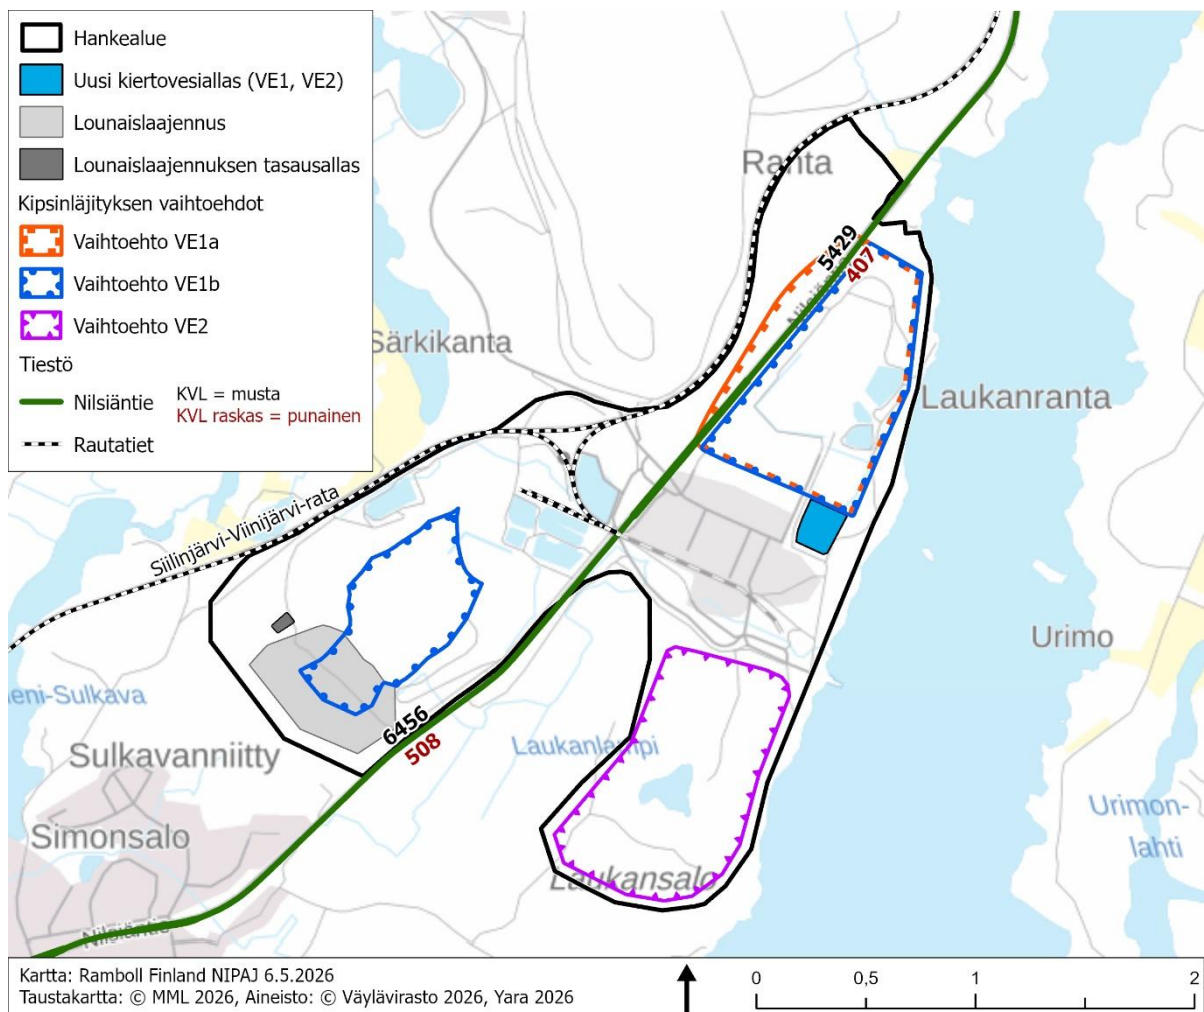 Hankealue
Uusi kiertovesiallas (VE1, VE2)
Lounaislaajennus
Lounaislaajennuksen tasausallas
Kipsinläjityksen vaihtoehdot
Vaihtoehto VE1a
Vaihtoehto VE1b
Vaihtoehto VE2
Tiestö
Nilsiäntie
KVL = musta
KVL raskas = punainen
Rautatiet
Ranta
5429
407
Särkikanta
Laukanranta
Siilinjärvi-Viinijärvi-rata
Urimo
eni-Sulkava
6456
508
Laukanlampi
Sulkavanniitty
Simonsalo
Urimon-
lahti
Laukansalo
Nilsiäntie
Kartta: Ramboll Finland NIPAJ 6.5.2026
Taustakartta: © MML 2026, Aineisto: © Väylävirasto 2026, Yara 2026
0 0,5 1 2